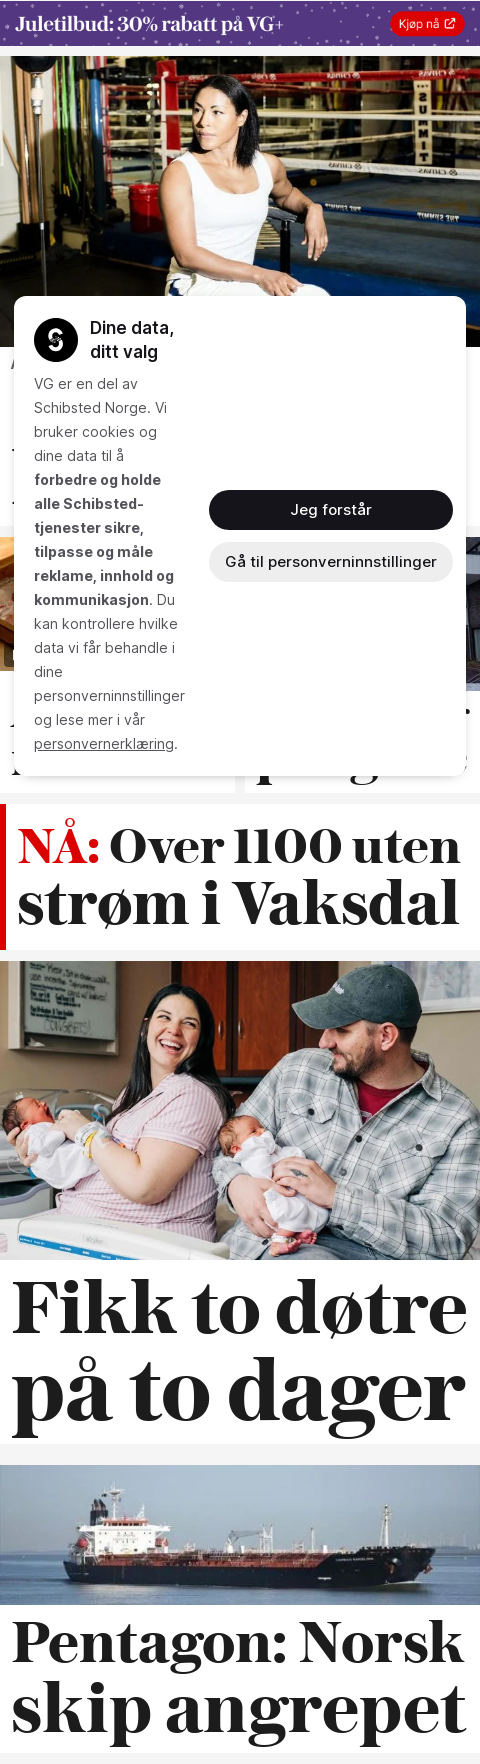 Juletilbud: 30% rabatt på VG+
Kjøp nå
SUMMIT
Dine data,
ditt valg
VG er en del av
Schibsted Norge. Vi
bruker cookies og
dine data til å
forbedre og holde
alle Schibsted-
tjenester sikre,
tilpasse og måle
reklame, innhold og
kommunikasjon. Du
kan kontrollere hvilke
data vi får behandle i
dine
personverninnstillinger
og lese mer i vår
personvernerklæring.
Jeg forstår
Gå til personverninnstillinger
NÅ: Over 1100 uten
strøm i Vaksdal
CONGRATS!
Fikk to døtre
på to dager
Pentagon: Norsk
skip angrepet